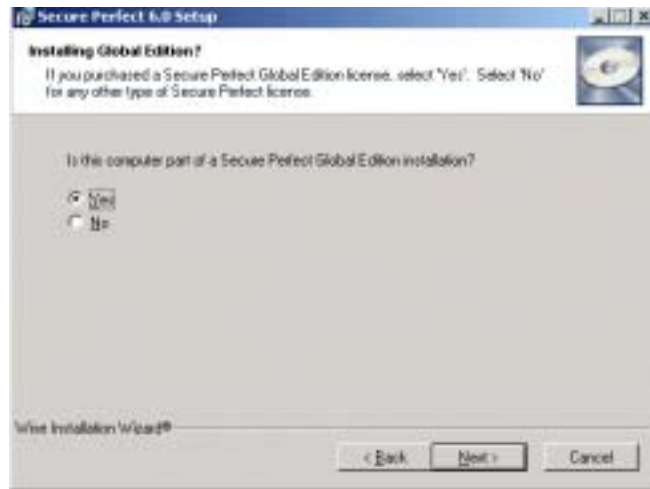 Secure Perfect 6.0 Setup
Installing Global Edition?
If you purchased a Secure Perfect Global Edition license, select 'Yes'. Select 'No'
for any other type of Secure Perfect license.
Is this computer part of a Secure Perfect Global Edition installation?
Yes
No
Wise Installation Wizard®
< Back
Next >
Cancel